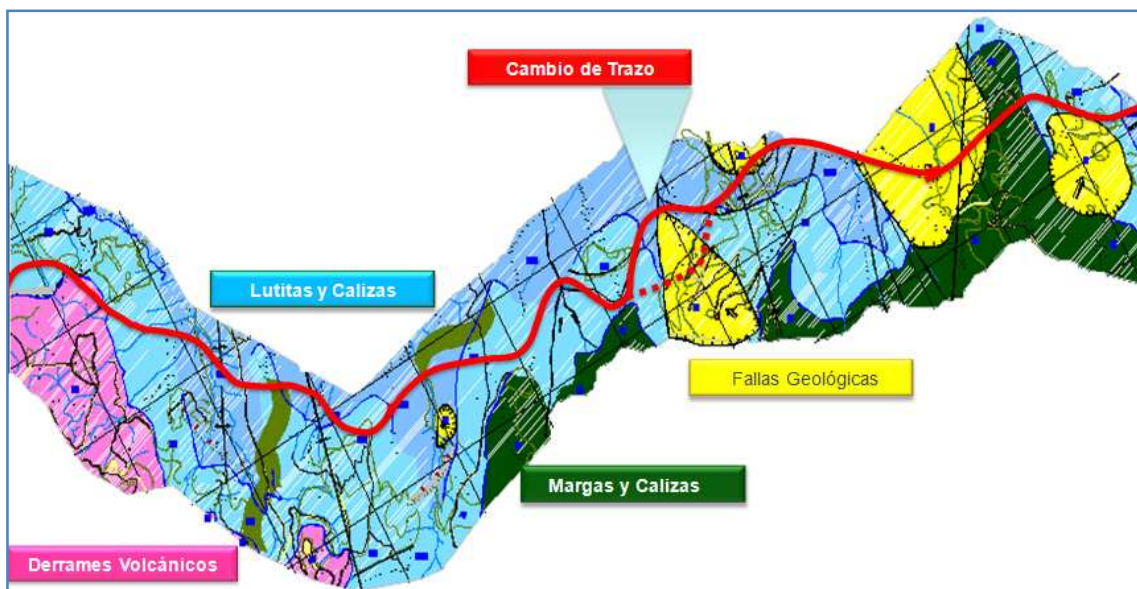 Cambio de Trazo
Lutitas y Calizas
Fallas Geológicas
Margas y Calizas
Derrames Volcánicos